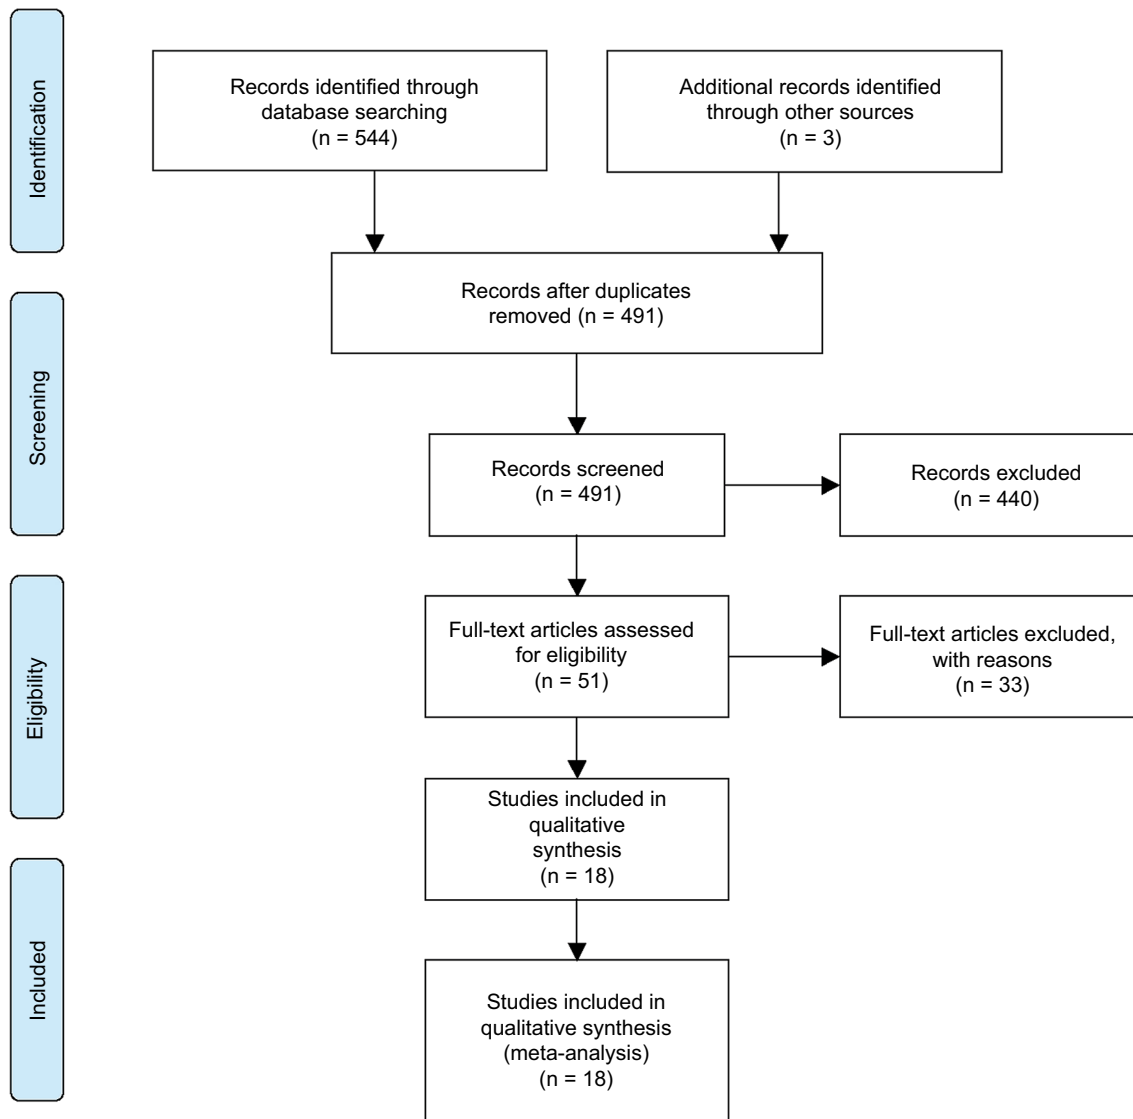 Identification
Records identified through
database searching
(n = 544)
Additional records identified
through other sources
(n = 3)
Records after duplicates
removed (n = 491)
Screening
Records screened
(n = 491)
Records excluded
(n = 440)
Eligibility
Full-text articles assessed
for eligibility
(n = 51)
Full-text articles excluded,
with reasons
(n = 33)
Studies included in
qualitative
synthesis
(n = 18)
Included
Studies included in
qualitative synthesis
(meta-analysis)
(n = 18)